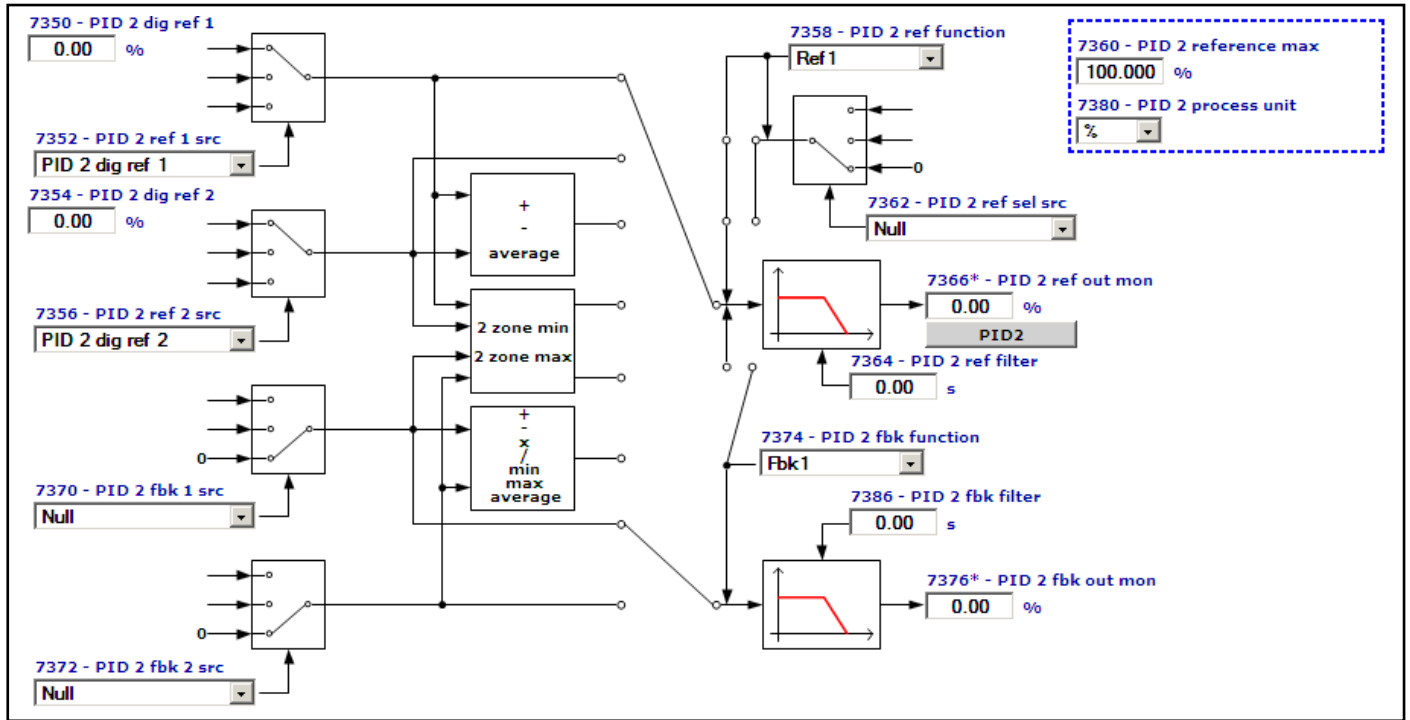 7350 - PID 2 dig ref 1
0.00 %
7352 - PID 2 ref 1 src
PID 2 dig ref 1
7354 - PID 2 dig ref 2
0.00 %
7356 - PID 2 ref 2 src
PID 2 dig ref 2
0
7370 - PID 2 fbk 1 src
Null
0
7372 - PID 2 fbk 2 src
Null
+
-
average
2 zone min
2 zone max
+
-
x
/
min
max
average
7358 - PID 2 ref function
Ref 1
0
7362 - PID 2 ref sel src
Null
7360 - PID 2 reference max
100.000 %
7380 - PID 2 process unit
%
7366* - PID 2 ref out mon
0.00 %
PID2
7364 - PID 2 ref filter
0.00 s
7374 - PID 2 fbk function
Fbk 1
7386 - PID 2 fbk filter
0.00 s
7376* - PID 2 fbk out mon
0.00 %